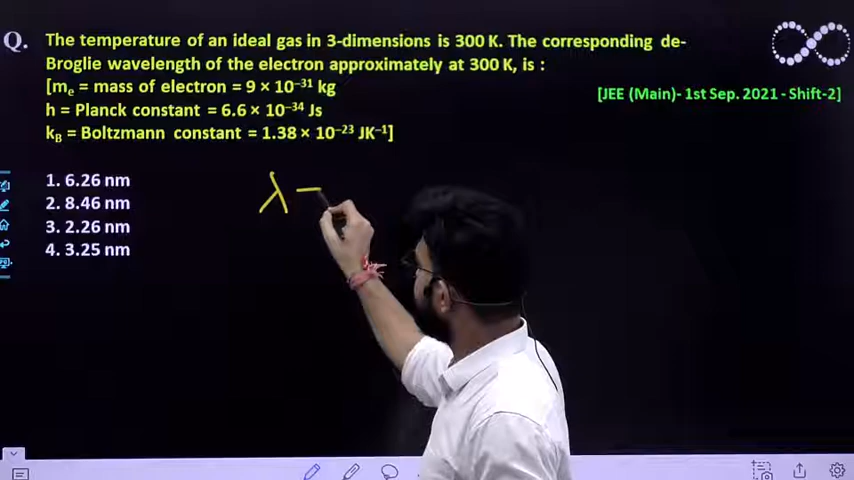 Q. The temperature of an ideal gas in 3-dimensions is 300 K. The corresponding de-
Broglie wavelength of the electron approximately at 300 K, is :
[mₑ = mass of electron = 9 × 10⁻³¹ kg
h = Planck constant = 6.6 × 10⁻³⁴ Js
k_B = Boltzmann constant = 1.38 × 10⁻²³ JK⁻¹]
[JEE (Main)- 1st Sep. 2021 - Shift-2]
1. 6.26 nm
2. 8.46 nm
3. 2.26 nm
4. 3.25 nm
λ –